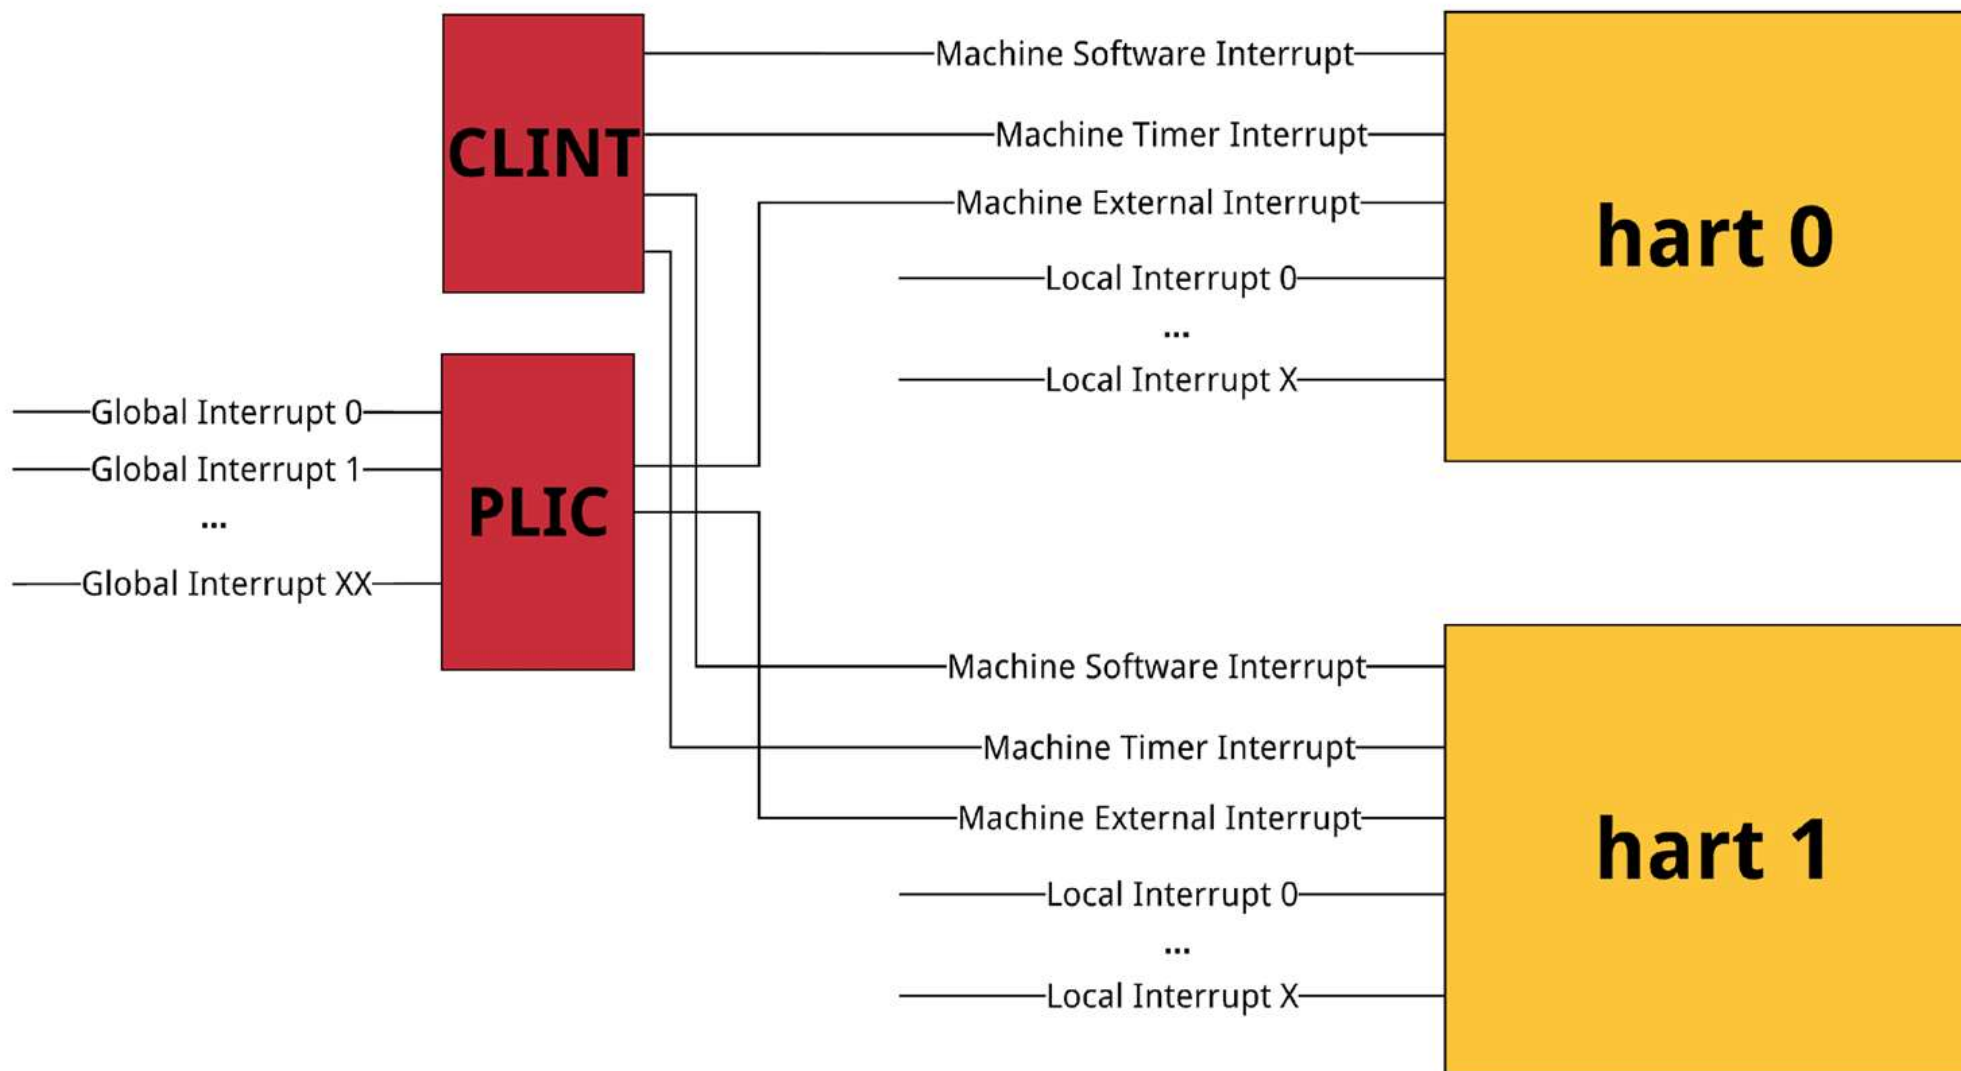 CLINT
Machine Software Interrupt
Machine Timer Interrupt
Machine External Interrupt
Local Interrupt 0
...
Local Interrupt X
hart 0
Global Interrupt 0
Global Interrupt 1
...
Global Interrupt XX
PLIC
Machine Software Interrupt
Machine Timer Interrupt
Machine External Interrupt
Local Interrupt 0
...
Local Interrupt X
hart 1